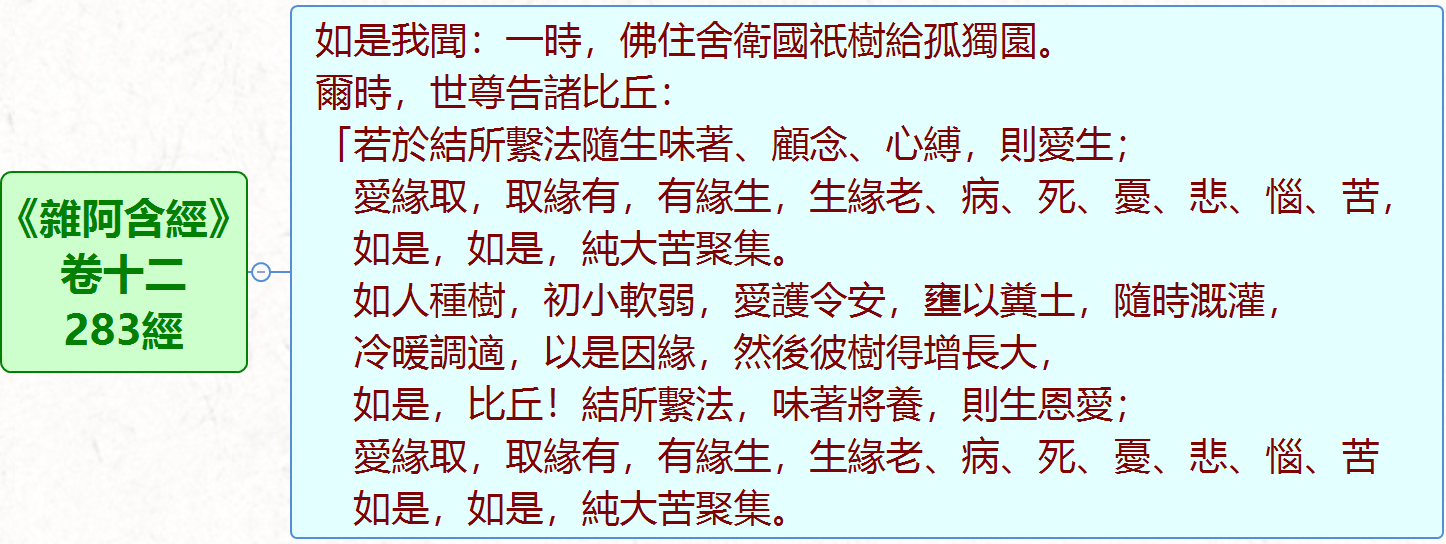 《雜阿含經》
卷十二
283經
如是我聞：一時，佛住舍衛國祇樹給孤獨園。
爾時，世尊告諸比丘：
「若於結所繫法隨生味著、顧念、心縛，則愛生；
愛緣取，取緣有，有緣生，生緣老、病、死、憂、悲、惱、苦，
如是，如是，純大苦聚集。
如人種樹，初小軟弱，愛護令安，壅以糞土，隨時溉灌，
冷暖調適，以是因緣，然後彼樹得增長大，
如是，比丘！結所繫法，味著將養，則生恩愛；
愛緣取，取緣有，有緣生，生緣老、病、死、憂、悲、惱、苦
如是，如是，純大苦聚集。